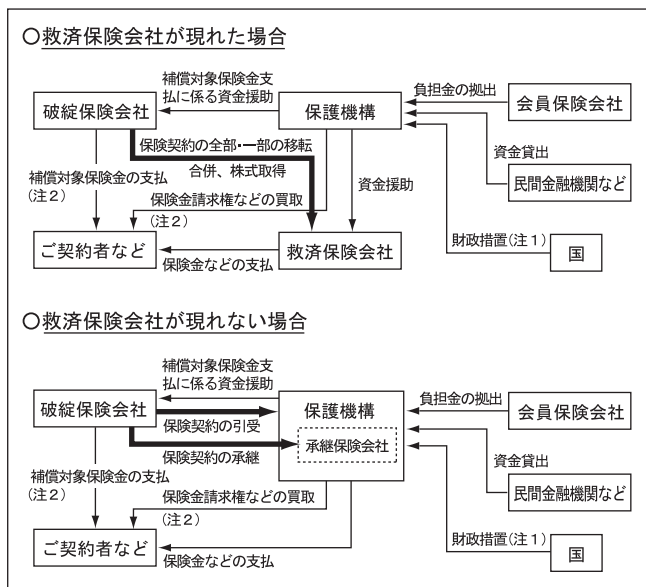 ○救済保険会社が現れた場合
補償対象保険金支
払に係る資金援助
負担金の拠出
破綻保険会社
保護機構
会員保険会社
保険契約の全部・一部の移転
資金貸出
合併、株式取得
補償対象保険金の支払
(注2)
保険金請求権などの買取
(注2)
資金援助
民間金融機関など
財政措置(注1)
ご契約者など
保険金などの支払
救済保険会社
国
○救済保険会社が現れない場合
補償対象保険金支
払に係る資金援助
負担金の拠出
破綻保険会社
保護機構
会員保険会社
保険契約の引受
承継保険会社
保険契約の承継
資金貸出
補償対象保険金の支払
(注2)
保険金請求権などの買取
(注2)
民間金融機関など
財政措置(注1)
ご契約者など
保険金などの支払
国